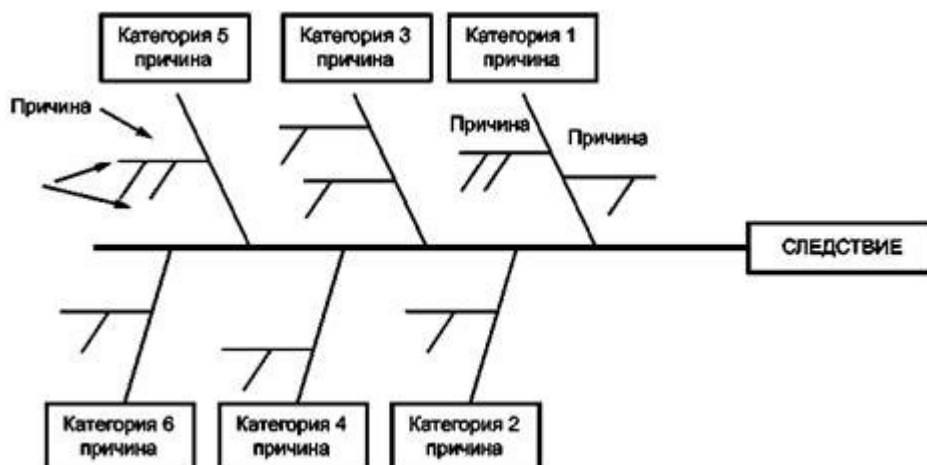 Категория 5
причина
Категория 3
причина
Категория 1
причина
Причина
Причина
Причина
СЛЕДСТВИЕ
Категория 6
причина
Категория 4
причина
Категория 2
причина